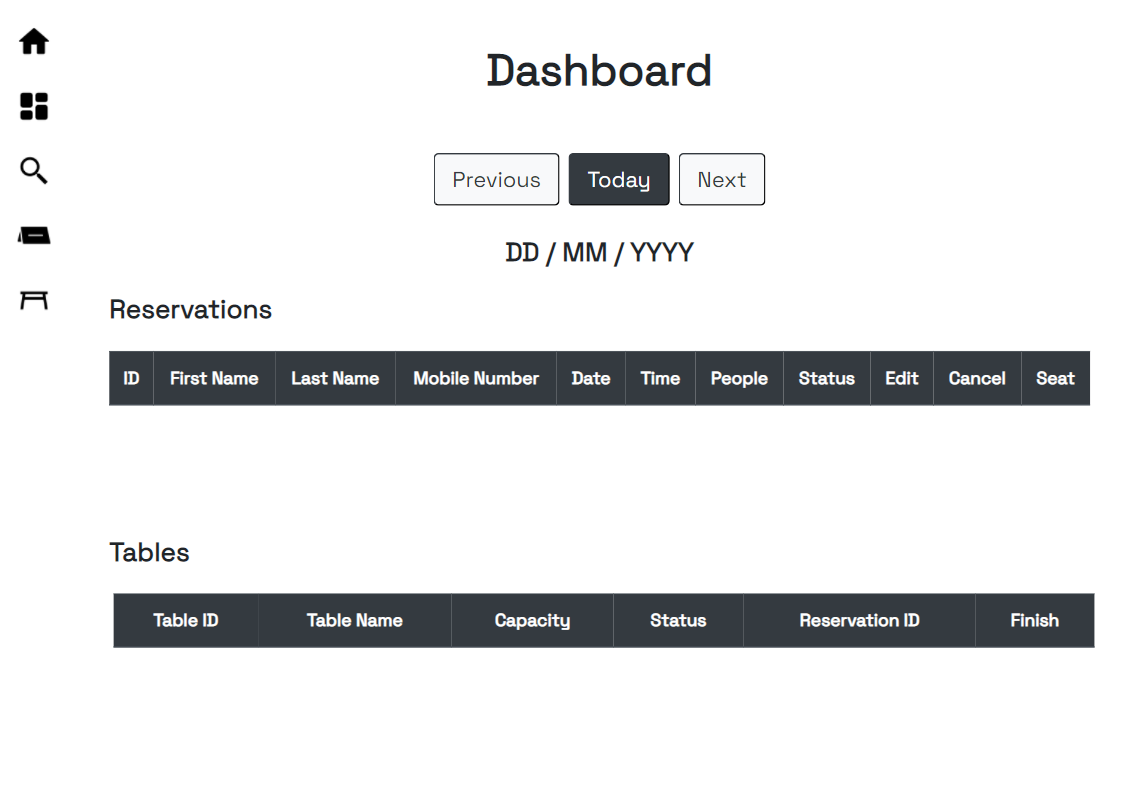 Dashboard
Previous Today Next
DD / MM / YYYY
Reservations
ID First Name Last Name Mobile Number Date Time People Status Edit Cancel Seat
Tables
Table ID Table Name Capacity Status Reservation ID Finish